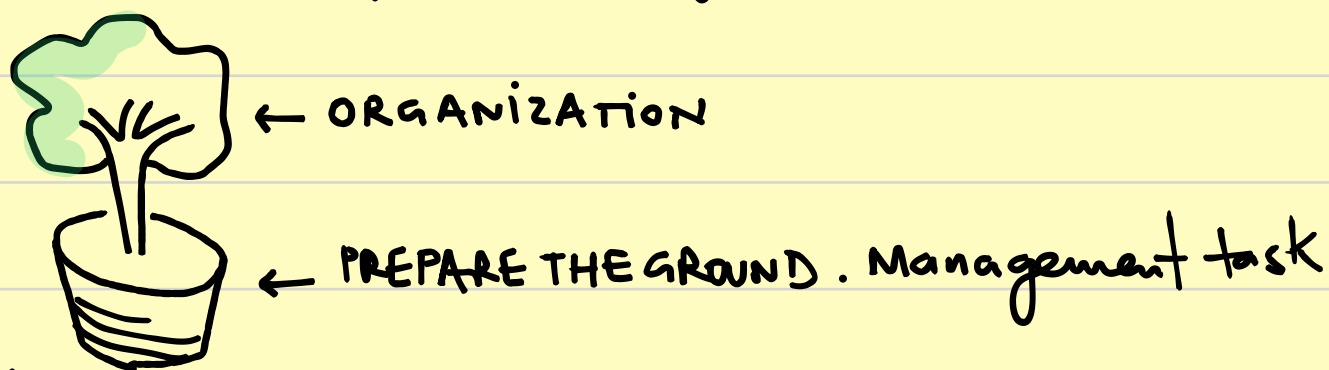 ← ORGANiZATiON
← PREPARE THE GROUND. Management task